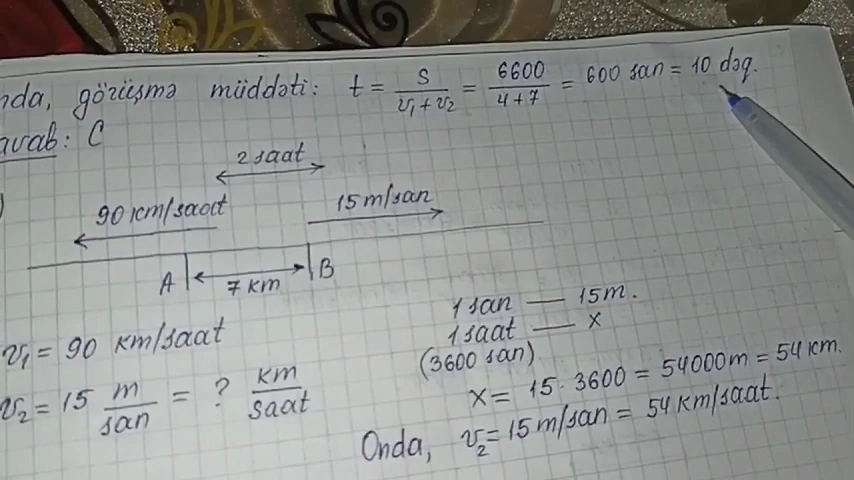 nda, görüşmə müddəti: t = S / (v₁+v₂) = 6600 / (4+7) = 600 san = 10 dəq.
avab: C
2 saat
90 km/saat
15 m/san
A 7 km B
1 san — 15 m.
1 saat — x
(3600 san)
x = 15 · 3600 = 54000 m = 54 km.
v₁ = 90 km/saat
v₂ = 15 m/san = ? km/saat
Onda, v₂ = 15 m/san = 54 km/saat.